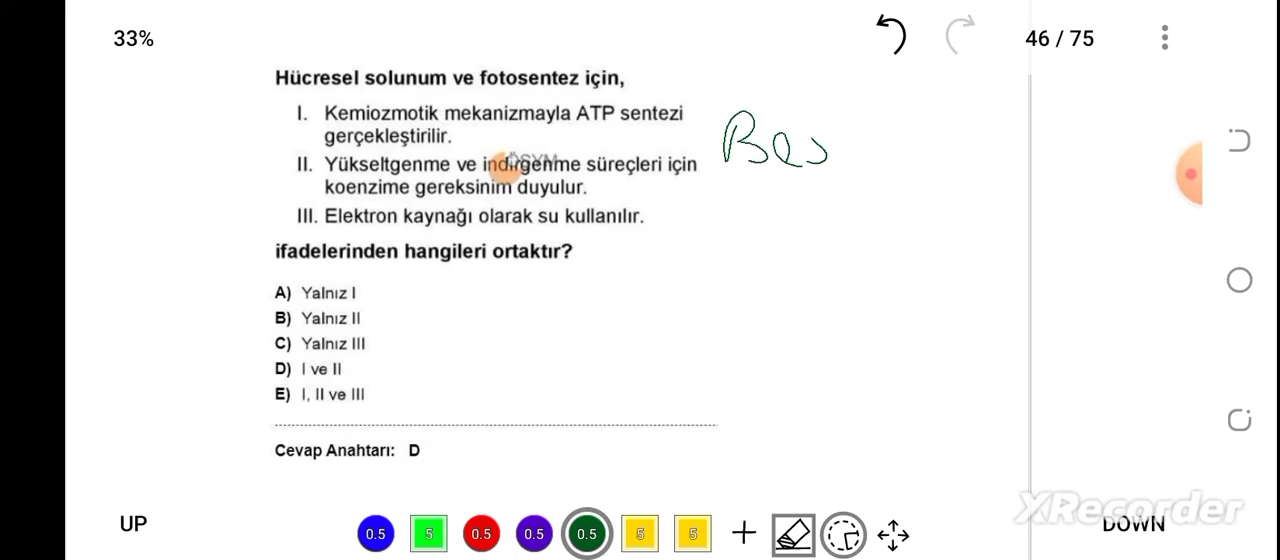 33%
46 / 75
Hücresel solunum ve fotosentez için,
I. Kemiozmotik mekanizmayla ATP sentezi
gerçekleştirilir.
II. Yükseltgenme ve indirgenme süreçleri için
koenzime gereksinim duyulur.
III. Elektron kaynağı olarak su kullanılır.
ifadelerinden hangileri ortaktır?
A) Yalnız I
B) Yalnız II
C) Yalnız III
D) I ve II
E) I, II ve III
Cevap Anahtarı: D
ÖSYM
Bes
UP
0.5
5
0.5
0.5
0.5
5
5
XRecorder
DOWN